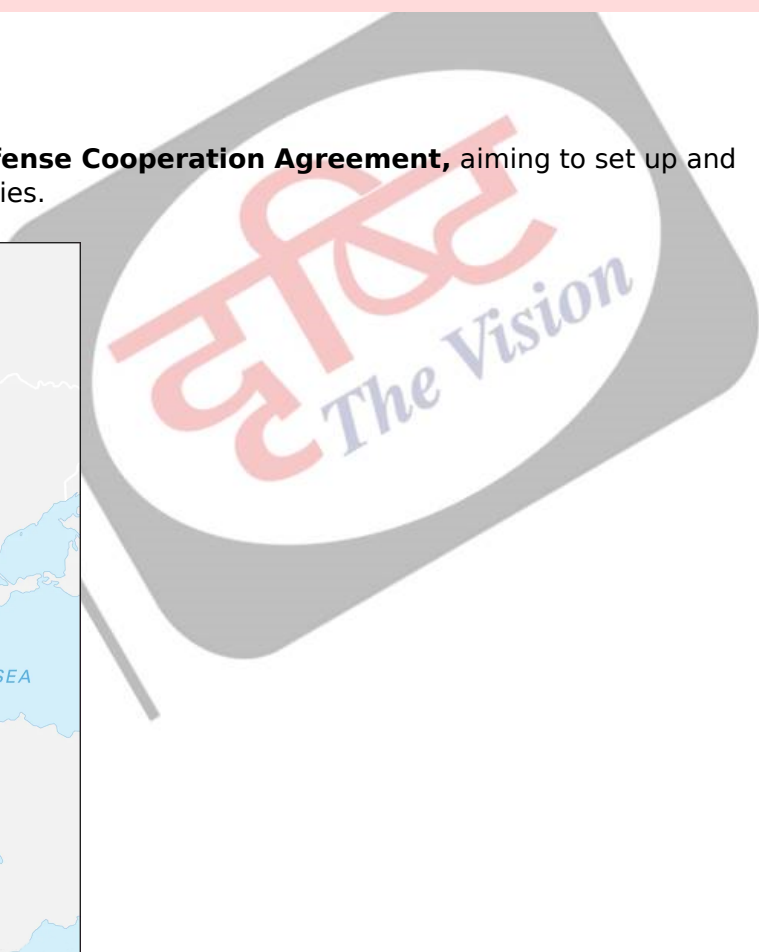 fense Cooperation Agreement, aiming to set up and
ies.
दृष्टि
The Vision
SEA